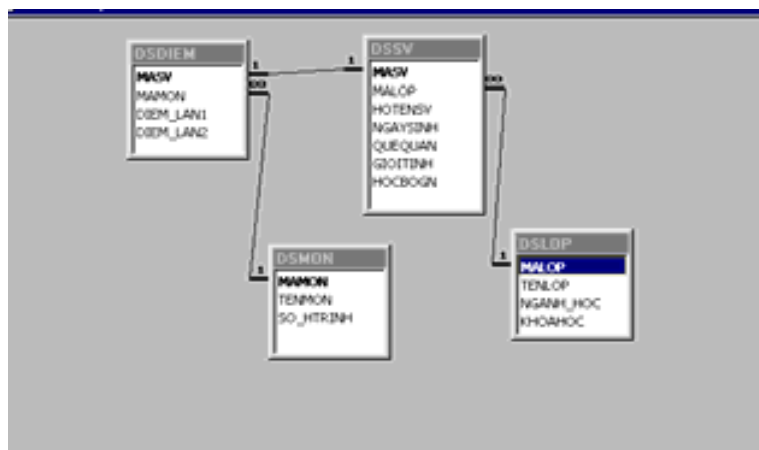 DSDIEM
MASV
MAMON
DIEM_LAN1
DIEM_LAN2
1
∞
1
DSSV
MASV
MALOP
HOTENSV
NGAYSINH
QUEQUAN
GIOITINH
HOCBOGN
∞
1
DSMON
MAMON
TENMON
SO_HTRINH
1
DSLOP
MALOP
TENLOP
NGANH_HOC
KHOAHOC